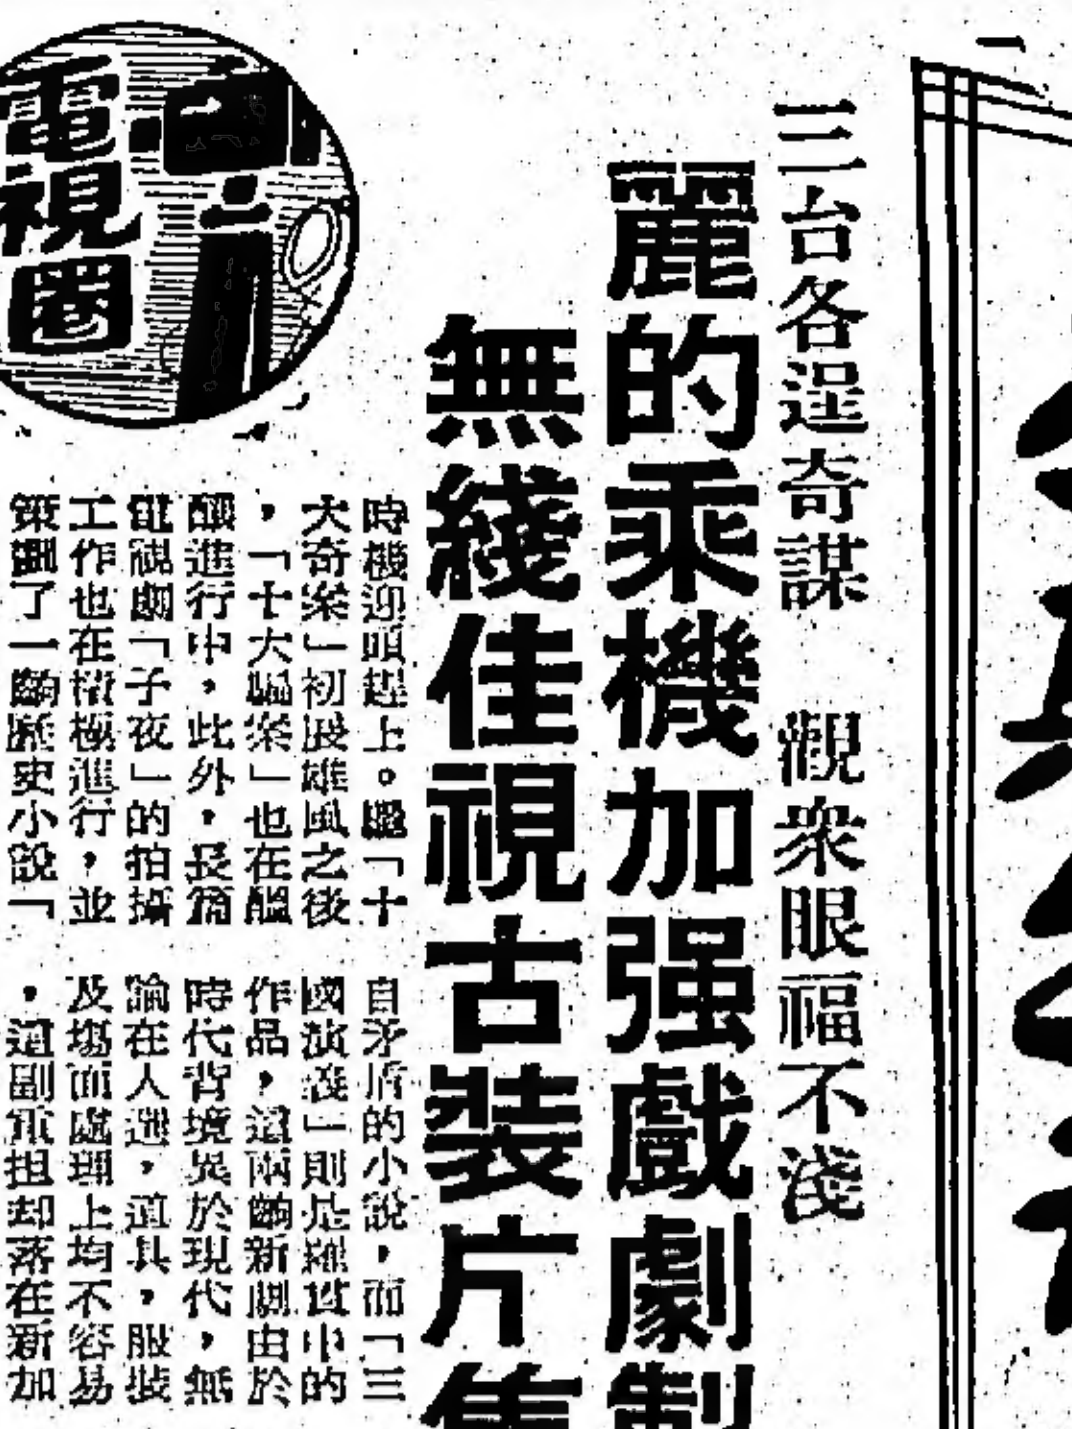 三台各逞奇謀　觀衆眼福不淺
麗的乘機加强戲劇製
無綫佳視古裝片集
電視圈
時機迎頭趕上。繼「十
大奇案」初展雄風之後
，「十大騙案」也在醞
釀進行中，此外，長篇
電視劇「子夜」的拍攝
工作也在積極進行，並
策劃了一齣歷史小說「
自矛盾的小說，而「三
國演義」則是羅貫中的
作品，這兩齣新劇由於
時代背境異於現代，無
論在人選，道具，服裝
及場面處理上均不容易
，這副重担却落在新加